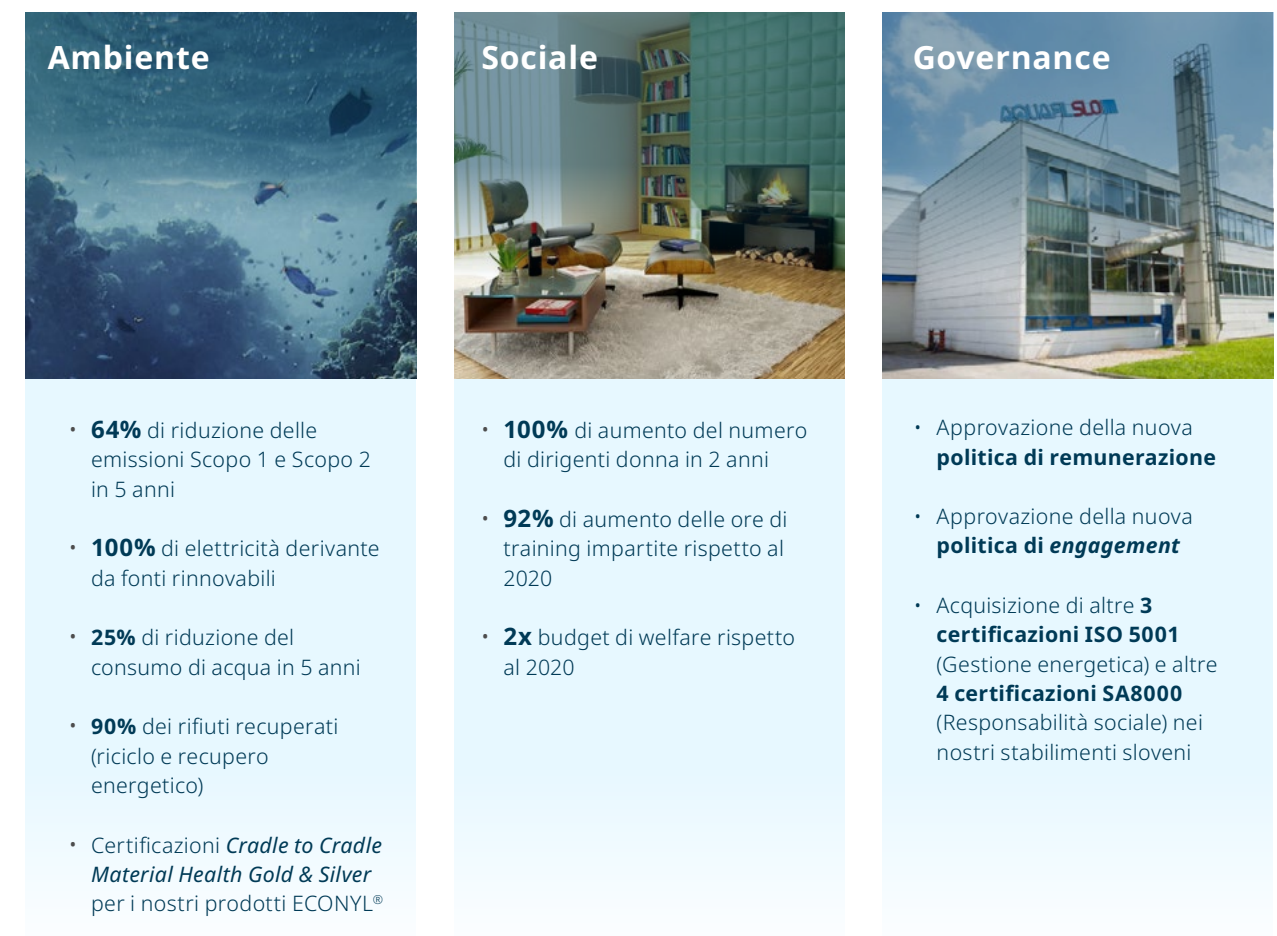 Ambiente
64% di riduzione delle
emissioni Scopo 1 e Scopo 2
in 5 anni
100% di elettricità derivante
da fonti rinnovabili
25% di riduzione del
consumo di acqua in 5 anni
90% dei rifiuti recuperati
(riciclo e recupero
energetico)
Certificazioni Cradle to Cradle
Material Health Gold & Silver
per i nostri prodotti ECONYL®
Sociale
100% di aumento del numero
di dirigenti donna in 2 anni
92% di aumento delle ore di
training impartite rispetto al
2020
2x budget di welfare rispetto
al 2020
Governance
AQUAFILSLO
Approvazione della nuova
politica di remunerazione
Approvazione della nuova
politica di engagement
Acquisizione di altre 3
certificazioni ISO 5001
(Gestione energetica) e altre
4 certificazioni SA8000
(Responsabilità sociale) nei
nostri stabilimenti sloveni